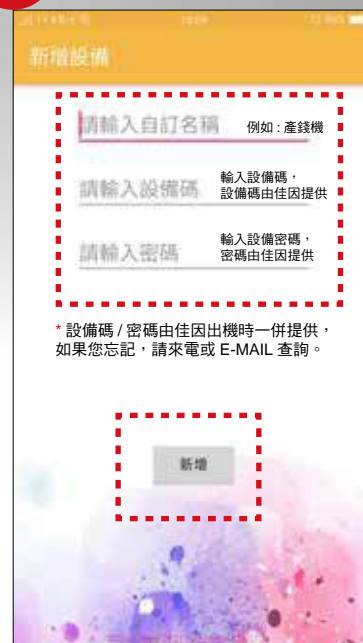 新增設備
請輸入自訂名稱 例如 : 產錢機
請輸入設備碼 輸入設備碼，
設備碼由佳因提供
請輸入密碼 輸入設備密碼，
密碼由佳因提供
* 設備碼 / 密碼由佳因出機時一併提供，
如果您忘記，請來電或 E-MAIL 查詢。
新增